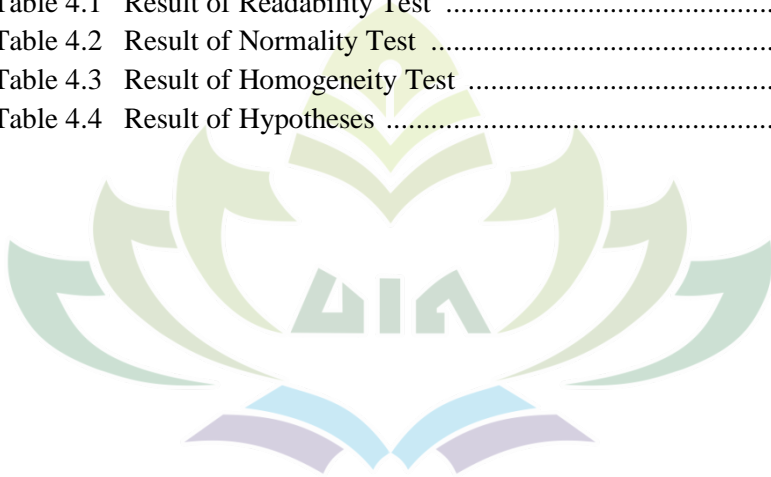 Table 4.1 Result of Readability Test ................................................
Table 4.2 Result of Normality Test ..................................................
Table 4.3 Result of Homogeneity Test .............................................
Table 4.4 Result of Hypotheses .......................................................
UIN